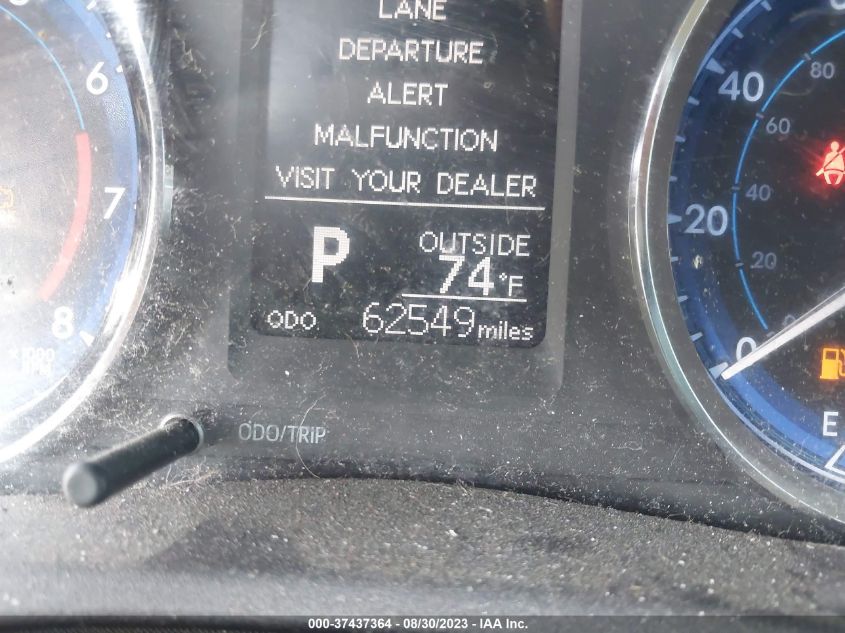 LANE
DEPARTURE
ALERT
MALFUNCTION
VISIT YOUR DEALER
P
OUTSIDE
74°F
ODO 62549 miles
ODO/TRIP
6
7
8
x1000
40
20
0
80
60
40
20
E
000-37437364 - 08/30/2023 - IAA Inc.